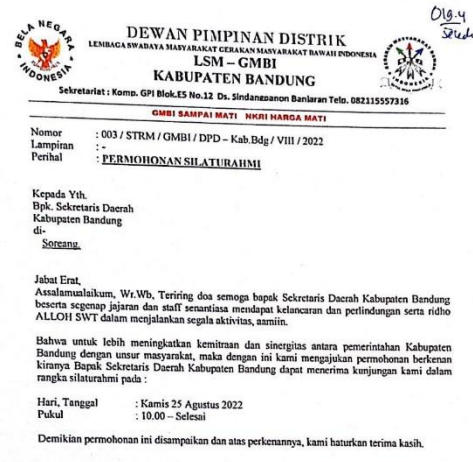 BELA NEGARA
INDONESIA
DEWAN PIMPINAN DISTRIK
LEMBAGA SWADAYA MASYARAKAT GERAKAN MASYARAKAT BAWAH INDONESIA
LSM – GMBI
KABUPATEN BANDUNG
Sekretariat : Komp. GPI Blok.E5 No.12 Ds. Sindangpanon Banjaran Telp. 082115557316
GMBI SAMPAI MATI NKRI HARGA MATI
Nomor : 003 / STRM / GMBI / DPD – Kab.Bdg / VIII / 2022
Lampiran : -
Perihal : PERMOHONAN SILATURAHMI
Kepada Yth.
Bpk. Sekretaris Daerah
Kabupaten Bandung
di-
Soreang.
Jabat Erat,
Assalamualaikum, Wr.Wb, Teriring doa semoga bapak Sekretaris Daerah Kabupaten Bandung
beserta segenap jajaran dan staff senantiasa mendapat kelancaran dan perlindungan serta ridho
ALLOH SWT dalam menjalankan segala aktivitas, aamiin.
Bahwa untuk lebih meningkatkan kemitraan dan sinergitas antara pemerintahan Kabupaten
Bandung dengan unsur masyarakat, maka dengan ini kami mengajukan permohonan berkenan
kiranya Bapak Sekretaris Daerah Kabupaten Bandung dapat menerima kunjungan kami dalam
rangka silaturahmi pada :
Hari, Tanggal : Kamis 25 Agustus 2022
Pukul : 10.00 – Selesai
Demikian permohonan ini disampaikan dan atas perkenannya, kami haturkan terima kasih.